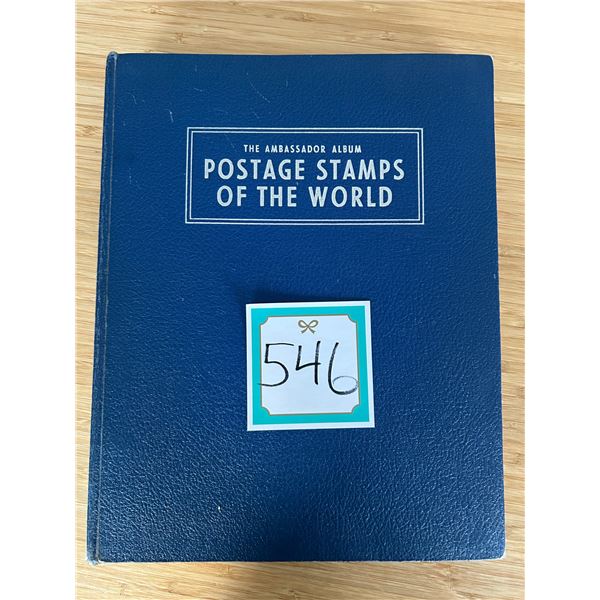 THE AMBASSADOR ALBUM
POSTAGE STAMPS
OF THE WORLD
546